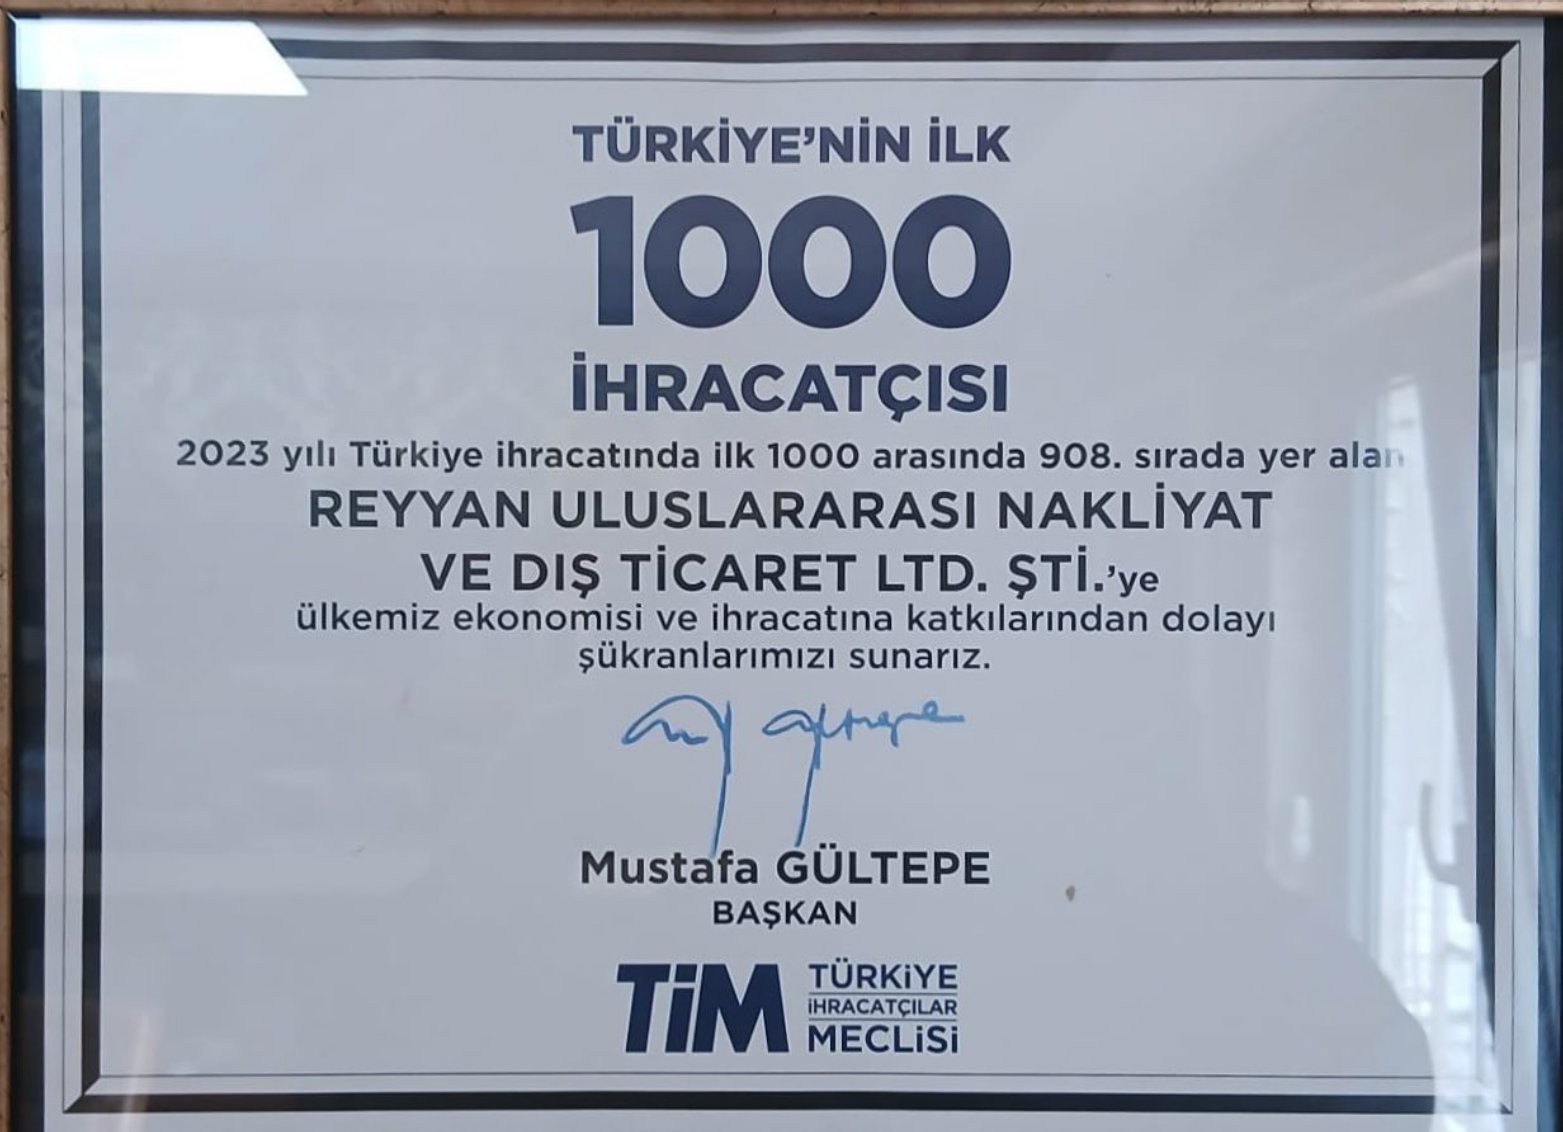 TÜRKİYE'NİN İLK
1000
İHRACATÇISI
2023 yılı Türkiye ihracatında ilk 1000 arasında 908. sırada yer alan
REYYAN ULUSLARARASI NAKLİYAT
VE DIŞ TİCARET LTD. ŞTİ.'ye
ülkemiz ekonomisi ve ihracatına katkılarından dolayı
şükranlarımızı sunarız.
Mustafa GÜLTEPE
BAŞKAN
TİM TÜRKİYE
İHRACATÇILAR
MECLİSİ